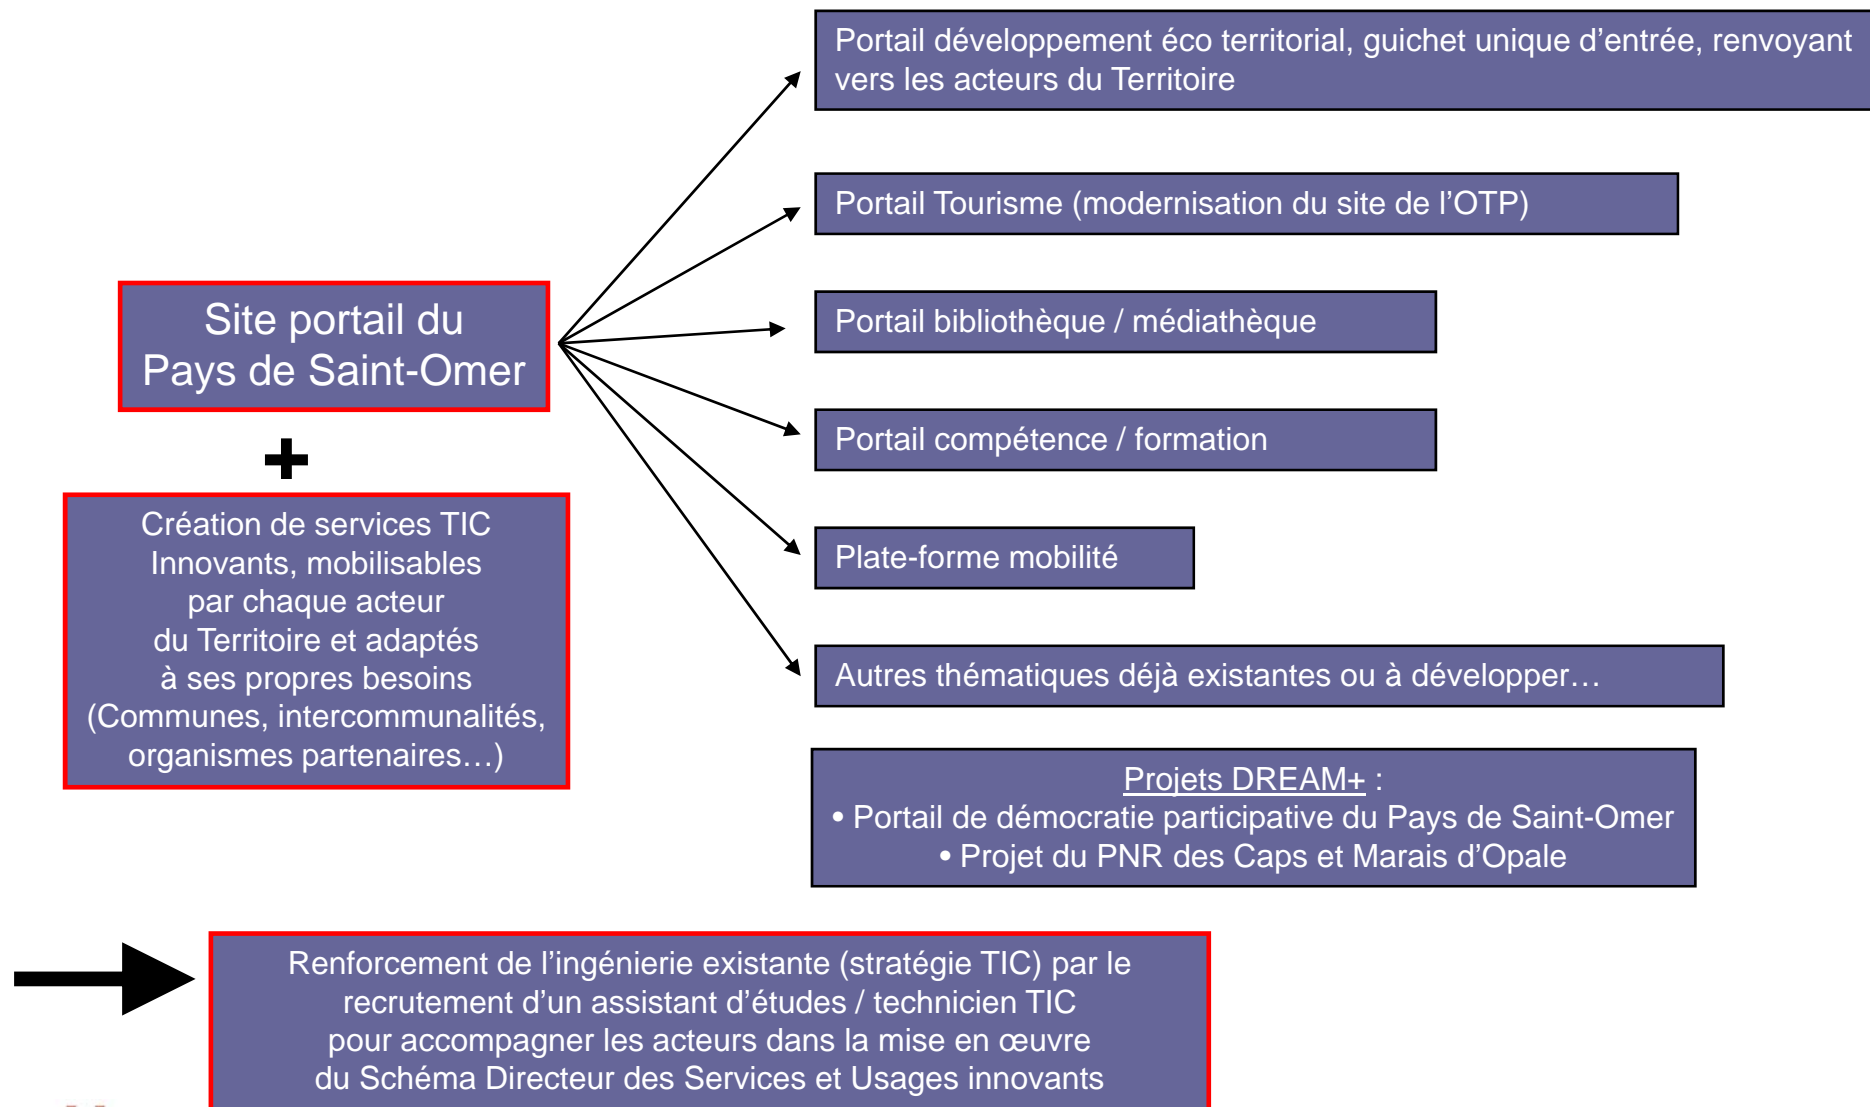 Portail développement éco territorial, guichet unique d’entrée, renvoyant
vers les acteurs du Territoire
Portail Tourisme (modernisation du site de l’OTP)
Site portail du
Pays de Saint-Omer
Portail bibliothèque / médiathèque
Portail compétence / formation
+
Création de services TIC
Innovants, mobilisables
par chaque acteur
du Territoire et adaptés
à ses propres besoins
(Communes, intercommunalités,
organismes partenaires…)
Plate-forme mobilité
Autres thématiques déjà existantes ou à développer…
Projets DREAM+ :
• Portail de démocratie participative du Pays de Saint-Omer
• Projet du PNR des Caps et Marais d’Opale
Renforcement de l’ingénierie existante (stratégie TIC) par le
recrutement d’un assistant d’études / technicien TIC
pour accompagner les acteurs dans la mise en œuvre
du Schéma Directeur des Services et Usages innovants